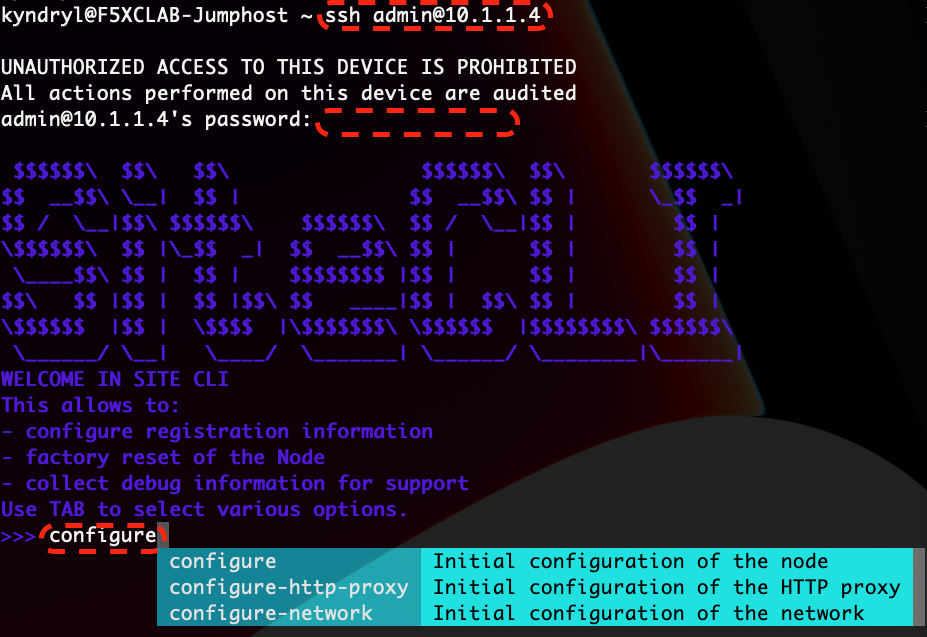 kyndryl@F5XCLAB-Jumphost ~ ssh admin@10.1.1.4
UNAUTHORIZED ACCESS TO THIS DEVICE IS PROHIBITED
All actions performed on this device are audited
admin@10.1.1.4's password:
 $$$$$$\  $$\   $$\                $$$$$$\  $$\       $$$$$$\
$$  __$$\ \__|  $$ |              $$  __$$\ $$ |      \_$$  _|
$$ /  \__|$$\ $$$$$$\    $$$$$$\  $$ /  \__|$$ |        $$ |
\$$$$$$\  $$ |\_$$  _|  $$  __$$\ $$ |      $$ |        $$ |
 \____$$\ $$ |  $$ |    $$$$$$$$ |$$ |      $$ |        $$ |
$$\   $$ |$$ |  $$ |$$\ $$   ____|$$ |  $$\ $$ |        $$ |
\$$$$$$  |$$ |  \$$$$  |\$$$$$$$\ \$$$$$$  |$$$$$$$$\ $$$$$$\
 \______/ \__|   \____/  \_______| \______/ \________|\______|
WELCOME IN SITE CLI
This allows to:
- configure registration information
- factory reset of the Node
- collect debug information for support
Use TAB to select various options.
>>> configure
configure Initial configuration of the node
configure-http-proxy Initial configuration of the HTTP proxy
configure-network Initial configuration of the network